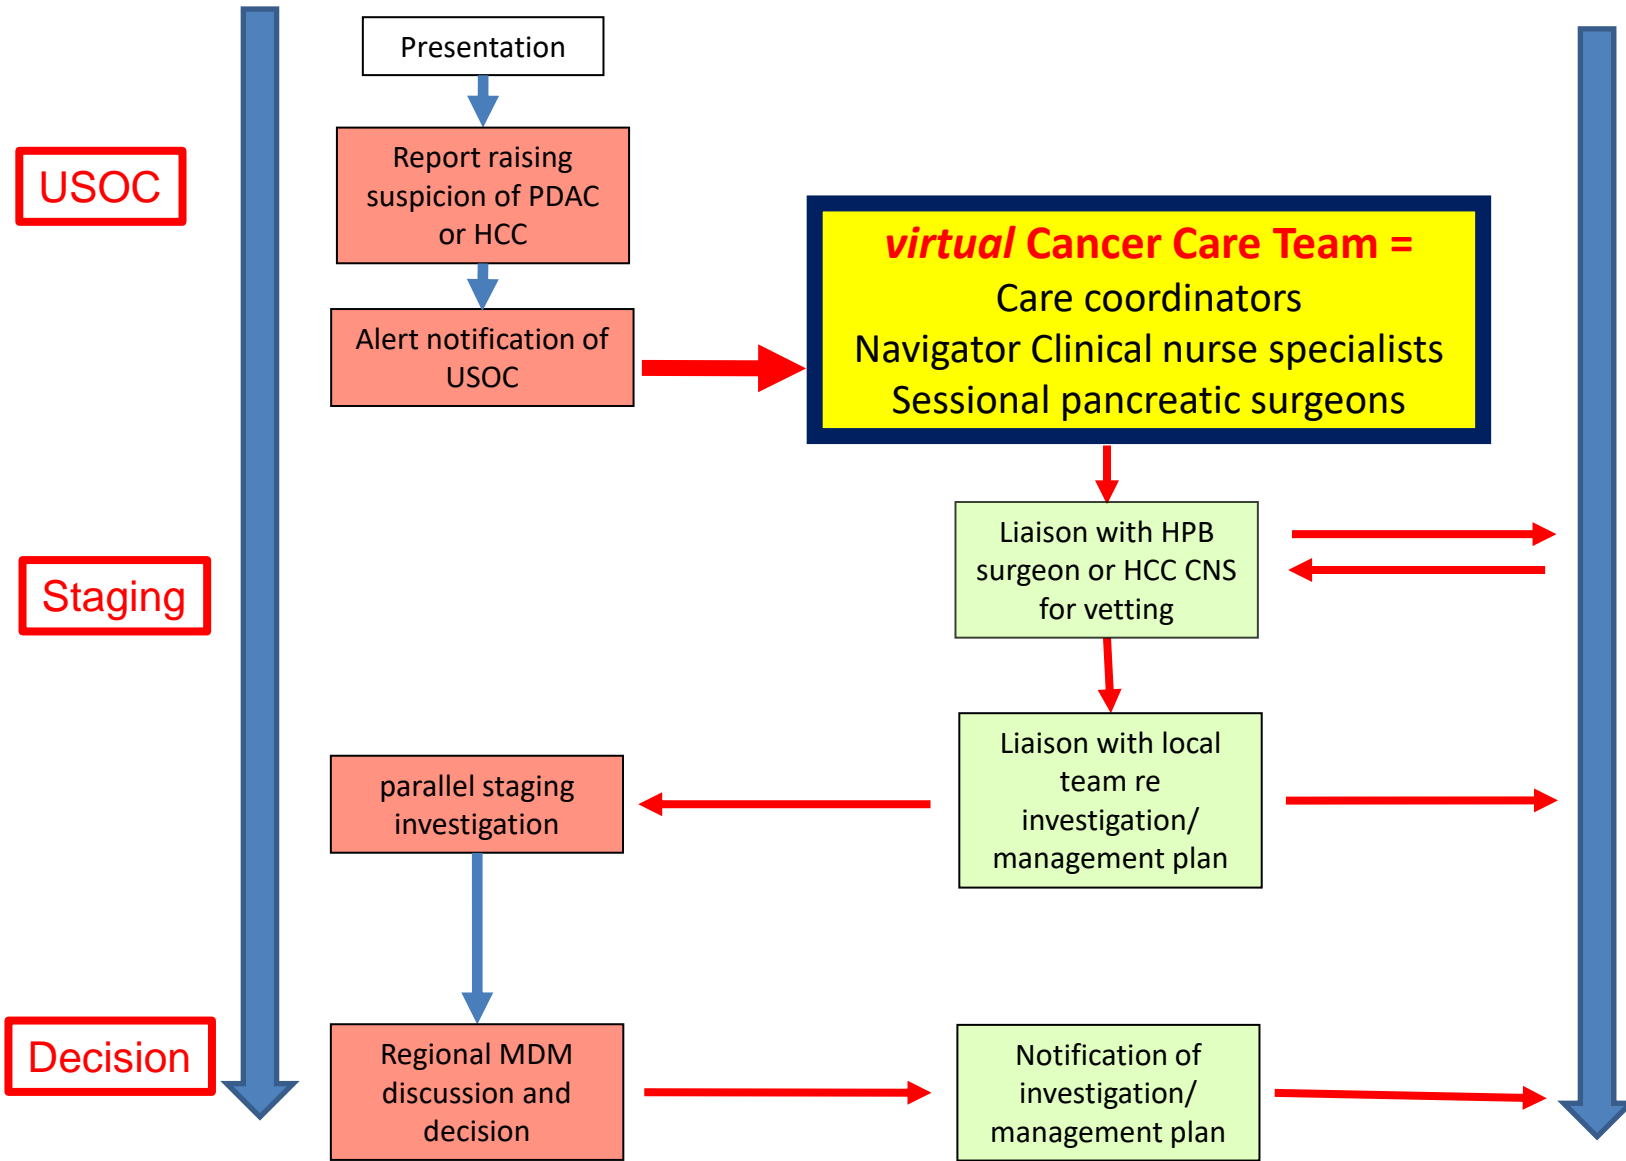 Presentation
USOC
Report raising
suspicion of PDAC
or HCC
virtual Cancer Care Team =
Care coordinators
Navigator Clinical nurse specialists
Sessional pancreatic surgeons
Alert notification of
USOC
Staging
Liaison with HPB
surgeon or HCC CNS
for vetting
Liaison with local
team re
investigation/
management plan
parallel staging
investigation
Decision
Regional MDM
discussion and
decision
Notification of
investigation/
management plan